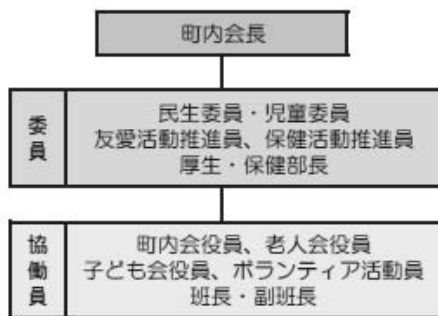 町内会長
委員
民生委員・児童委員
友愛活動推進員、保健活動推進員
厚生・保健部長
協働員
町内会役員、老人会役員
子ども会役員、ボランティア活動員
班長・副班長